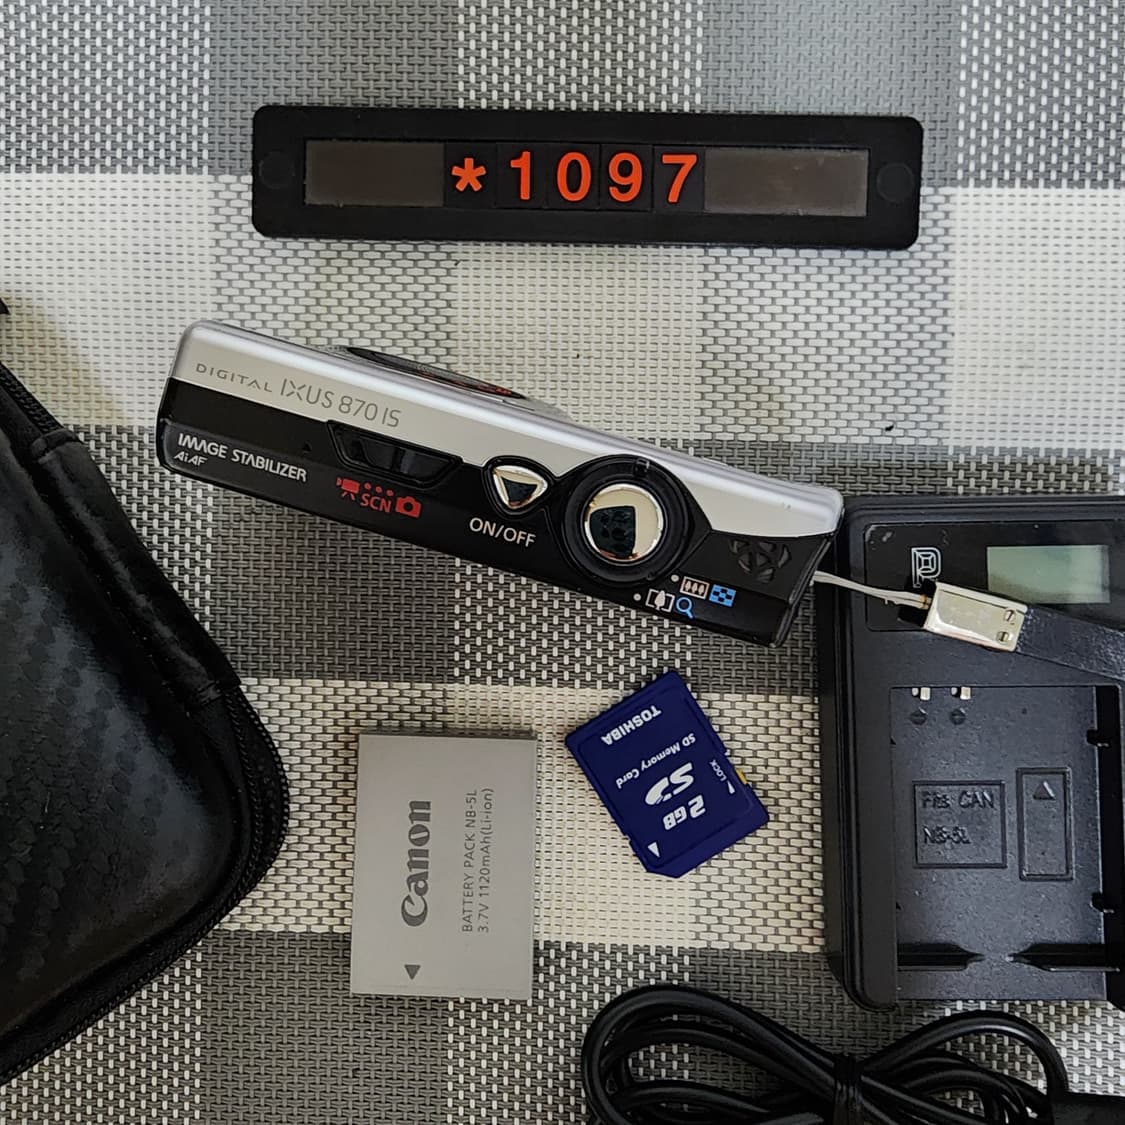 *1097
DIGITAL IXUS 870 IS
IMAGE STABILIZER
AiAF
SCN
ON/OFF
TOSHIBA
SD Memory Card
SD
LOCK
2GB
Canon
BATTERY PACK NB-5L
3.7V 1120mAh(Li-ion)
P
Fits CAN
NB-5L